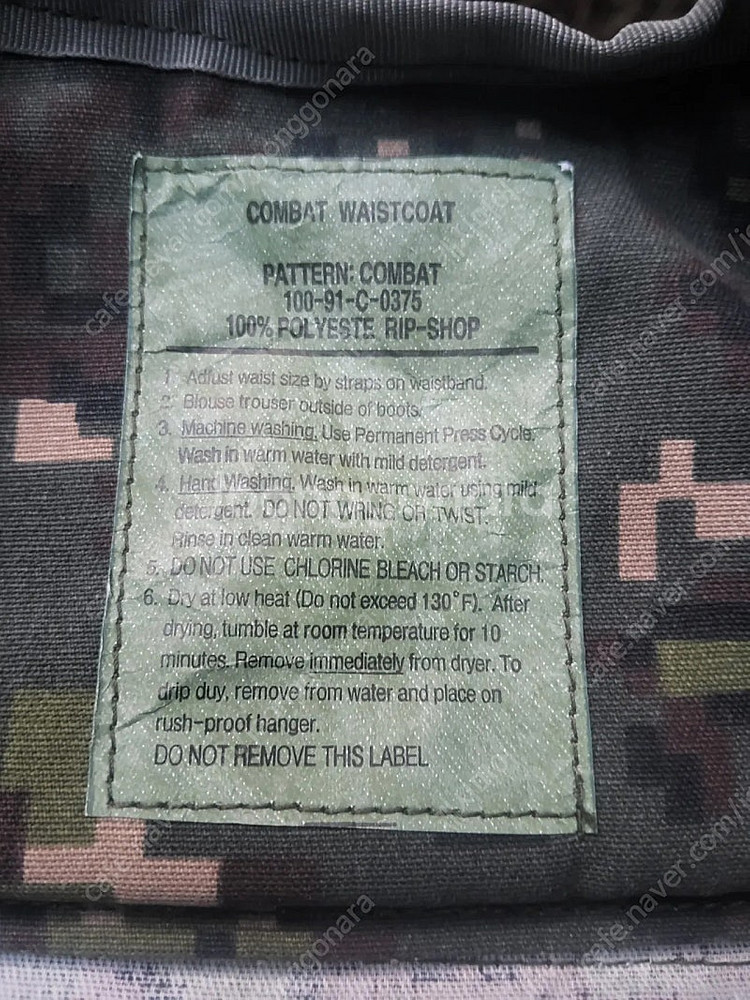 COMBAT WAISTCOAT
PATTERN: COMBAT
100-91-C-0375
100% POLYESTE RIP-SHOP
1. Adfust waist size by straps on waistband.
2. Blouse trouser outside of boots.
3. Machine washing. Use Permanent Press Cycle.
Wash in warm water with mild detergent.
4. Hand Washing. Wash in warm water using mild
detergent. DO NOT WRING OR TWIST.
Rinse in clean warm water.
5. DO NOT USE CHLORINE BLEACH OR STARCH.
6. Dry at low heat (Do not exceed 130°F). After
drying, tumble at room temperature for 10
minutes. Remove immediately from dryer. To
drip duy, remove from water and place on
rush-proof hanger.
DO NOT REMOVE THIS LABEL
cafe.naver.com/joonggonara